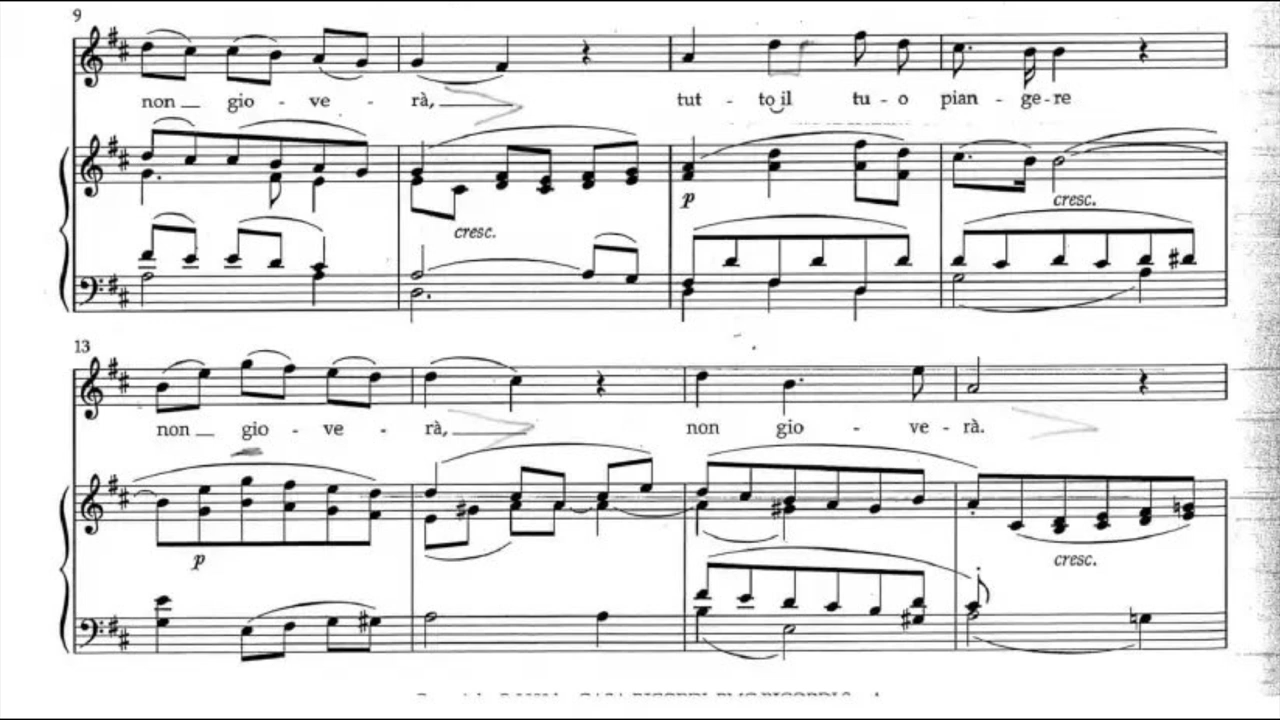 9
non gio - ve - rà, tut - to il tu - o pian - ge - re
cresc.
p
cresc.
13
non gio - ve - rà, non gio - ve - rà.
p
cresc.